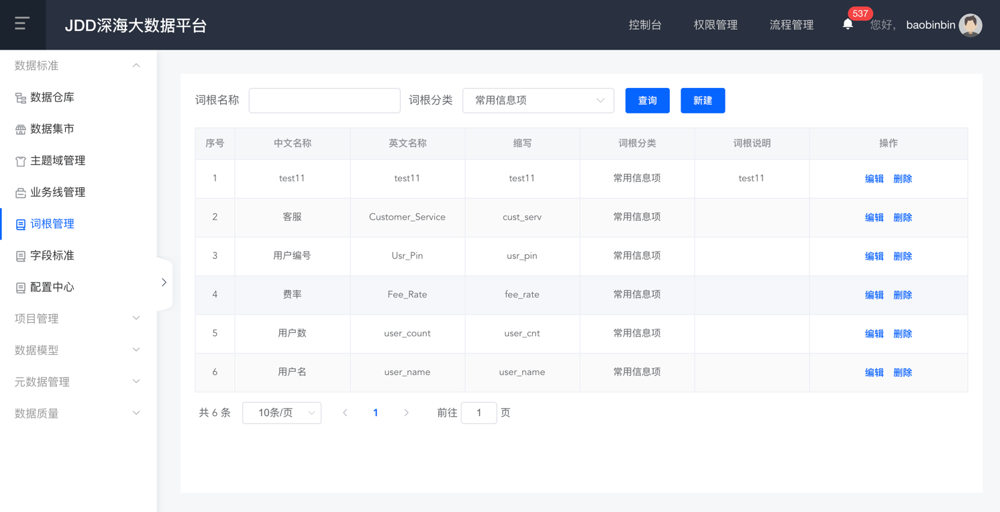 JDD深海大数据平台
控制台 权限管理 流程管理 537 您好, baobinbin
数据标准
数据仓库
数据集市
主题域管理
业务线管理
词根管理
字段标准
配置中心
项目管理
数据模型
元数据管理
数据质量
词根名称 词根分类 常用信息项 查询 新建
序号 中文名称 英文名称 缩写 词根分类 词根说明 操作
1 test11 test11 test11 常用信息项 test11 编辑 删除
2 客服 Customer_Service cust_serv 常用信息项 编辑 删除
3 用户编号 Usr_Pin usr_pin 常用信息项 编辑 删除
4 费率 Fee_Rate fee_rate 常用信息项 编辑 删除
5 用户数 user_count user_cnt 常用信息项 编辑 删除
6 用户名 user_name user_name 常用信息项 编辑 删除
共 6 条 10条/页 1 前往 1 页